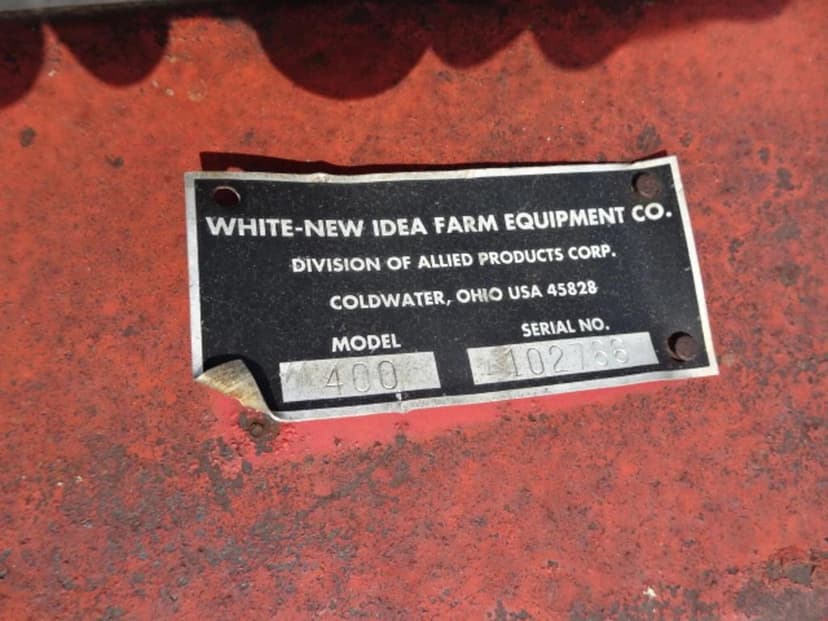 WHITE-NEW IDEA FARM EQUIPMENT CO.
DIVISION OF ALLIED PRODUCTS CORP.
COLDWATER, OHIO USA 45828
MODEL SERIAL NO.
400 102766